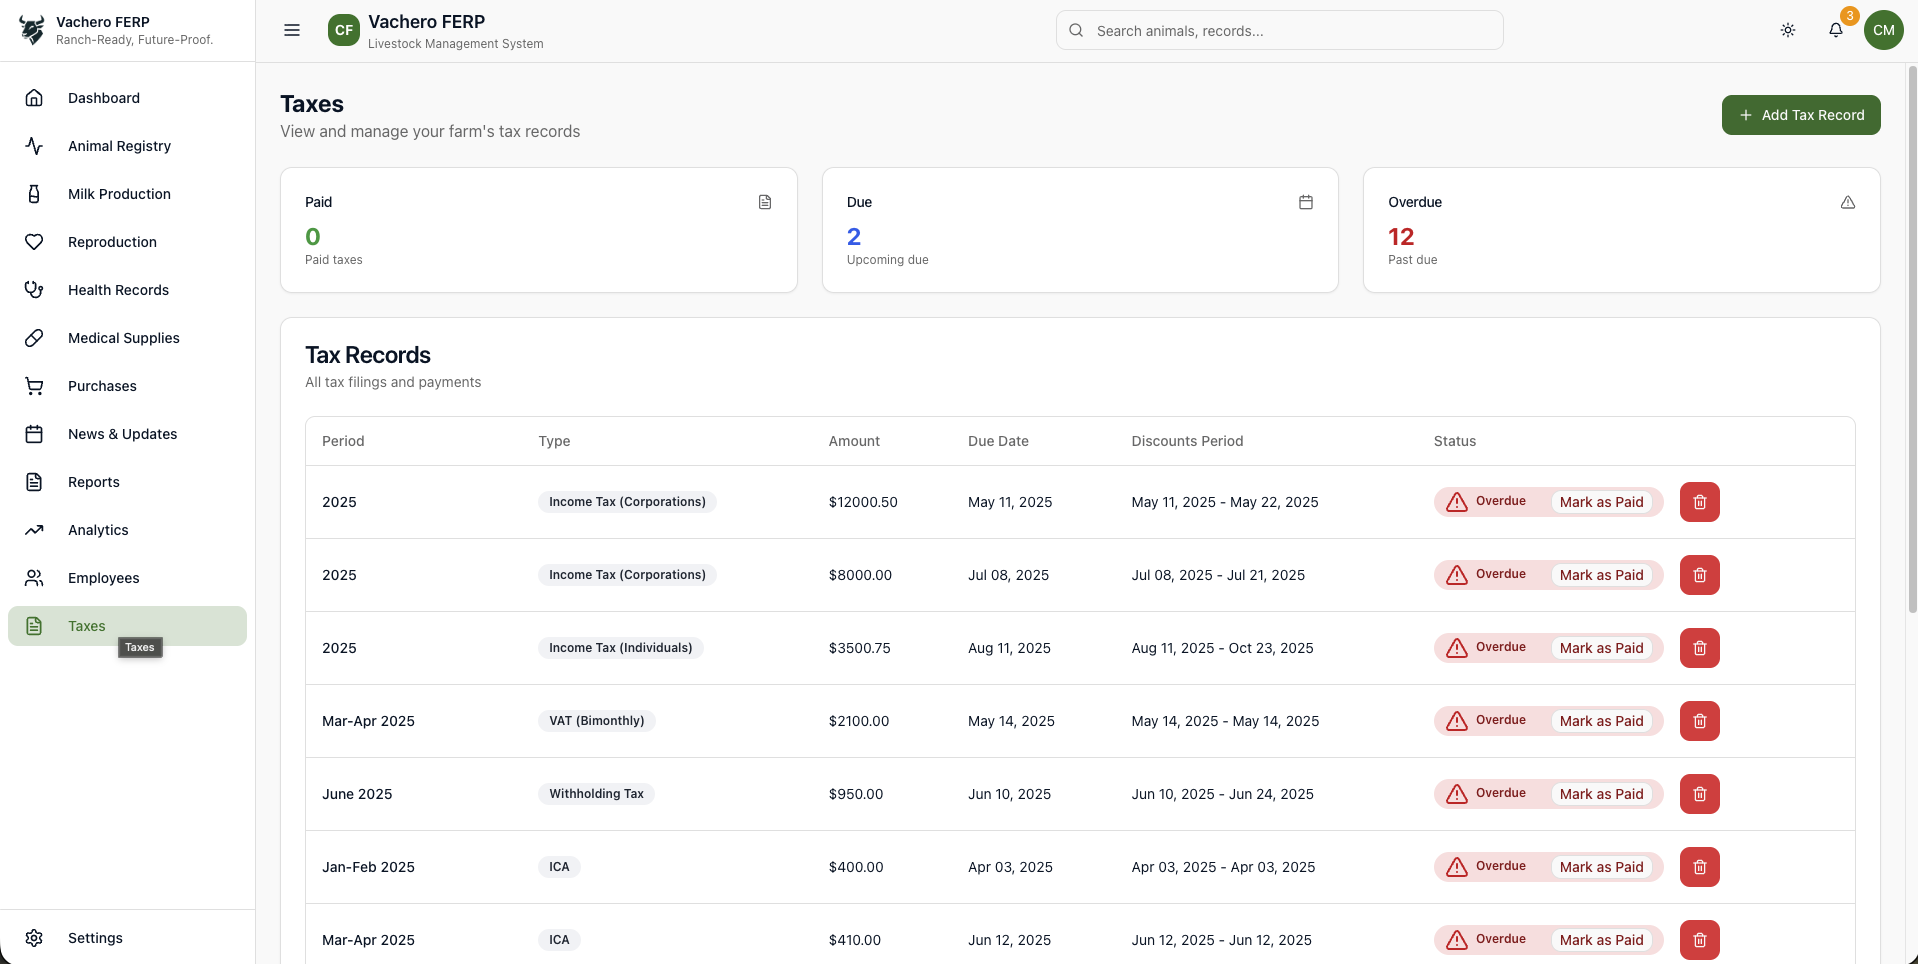 Vachero FERP
Ranch-Ready, Future-Proof.
Dashboard
Animal Registry
Milk Production
Reproduction
Health Records
Medical Supplies
Purchases
News & Updates
Reports
Analytics
Employees
Taxes
Taxes
Settings
CF
Vachero FERP
Livestock Management System
Search animals, records...
3
CM
Taxes
View and manage your farm's tax records
Add Tax Record
Paid
0
Paid taxes
Due
2
Upcoming due
Overdue
12
Past due
Tax Records
All tax filings and payments
Period Type Amount Due Date Discounts Period Status
2025 Income Tax (Corporations) $12000.50 May 11, 2025 May 11, 2025 - May 22, 2025 Overdue Mark as Paid
2025 Income Tax (Corporations) $8000.00 Jul 08, 2025 Jul 08, 2025 - Jul 21, 2025 Overdue Mark as Paid
2025 Income Tax (Individuals) $3500.75 Aug 11, 2025 Aug 11, 2025 - Oct 23, 2025 Overdue Mark as Paid
Mar-Apr 2025 VAT (Bimonthly) $2100.00 May 14, 2025 May 14, 2025 - May 14, 2025 Overdue Mark as Paid
June 2025 Withholding Tax $950.00 Jun 10, 2025 Jun 10, 2025 - Jun 24, 2025 Overdue Mark as Paid
Jan-Feb 2025 ICA $400.00 Apr 03, 2025 Apr 03, 2025 - Apr 03, 2025 Overdue Mark as Paid
Mar-Apr 2025 ICA $410.00 Jun 12, 2025 Jun 12, 2025 - Jun 12, 2025 Overdue Mark as Paid